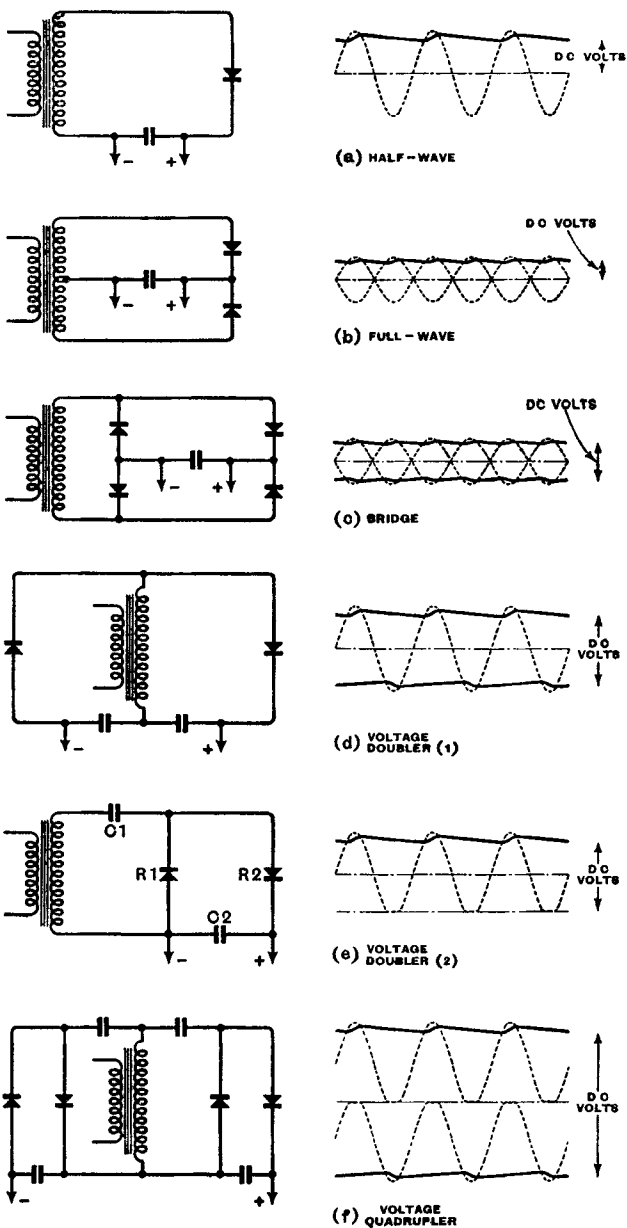 DC VOLTS
- +
(a) HALF-WAVE
DC VOLTS
- +
(b) FULL-WAVE
DC VOLTS
- +
(c) BRIDGE
DC
VOLTS
- +
(d) VOLTAGE
DOUBLER (1)
C1
R1 R2
DC
VOLTS
C2
- +
(e) VOLTAGE
DOUBLER (2)
DC
VOLTS
- +
(f) VOLTAGE
QUADRUPLER